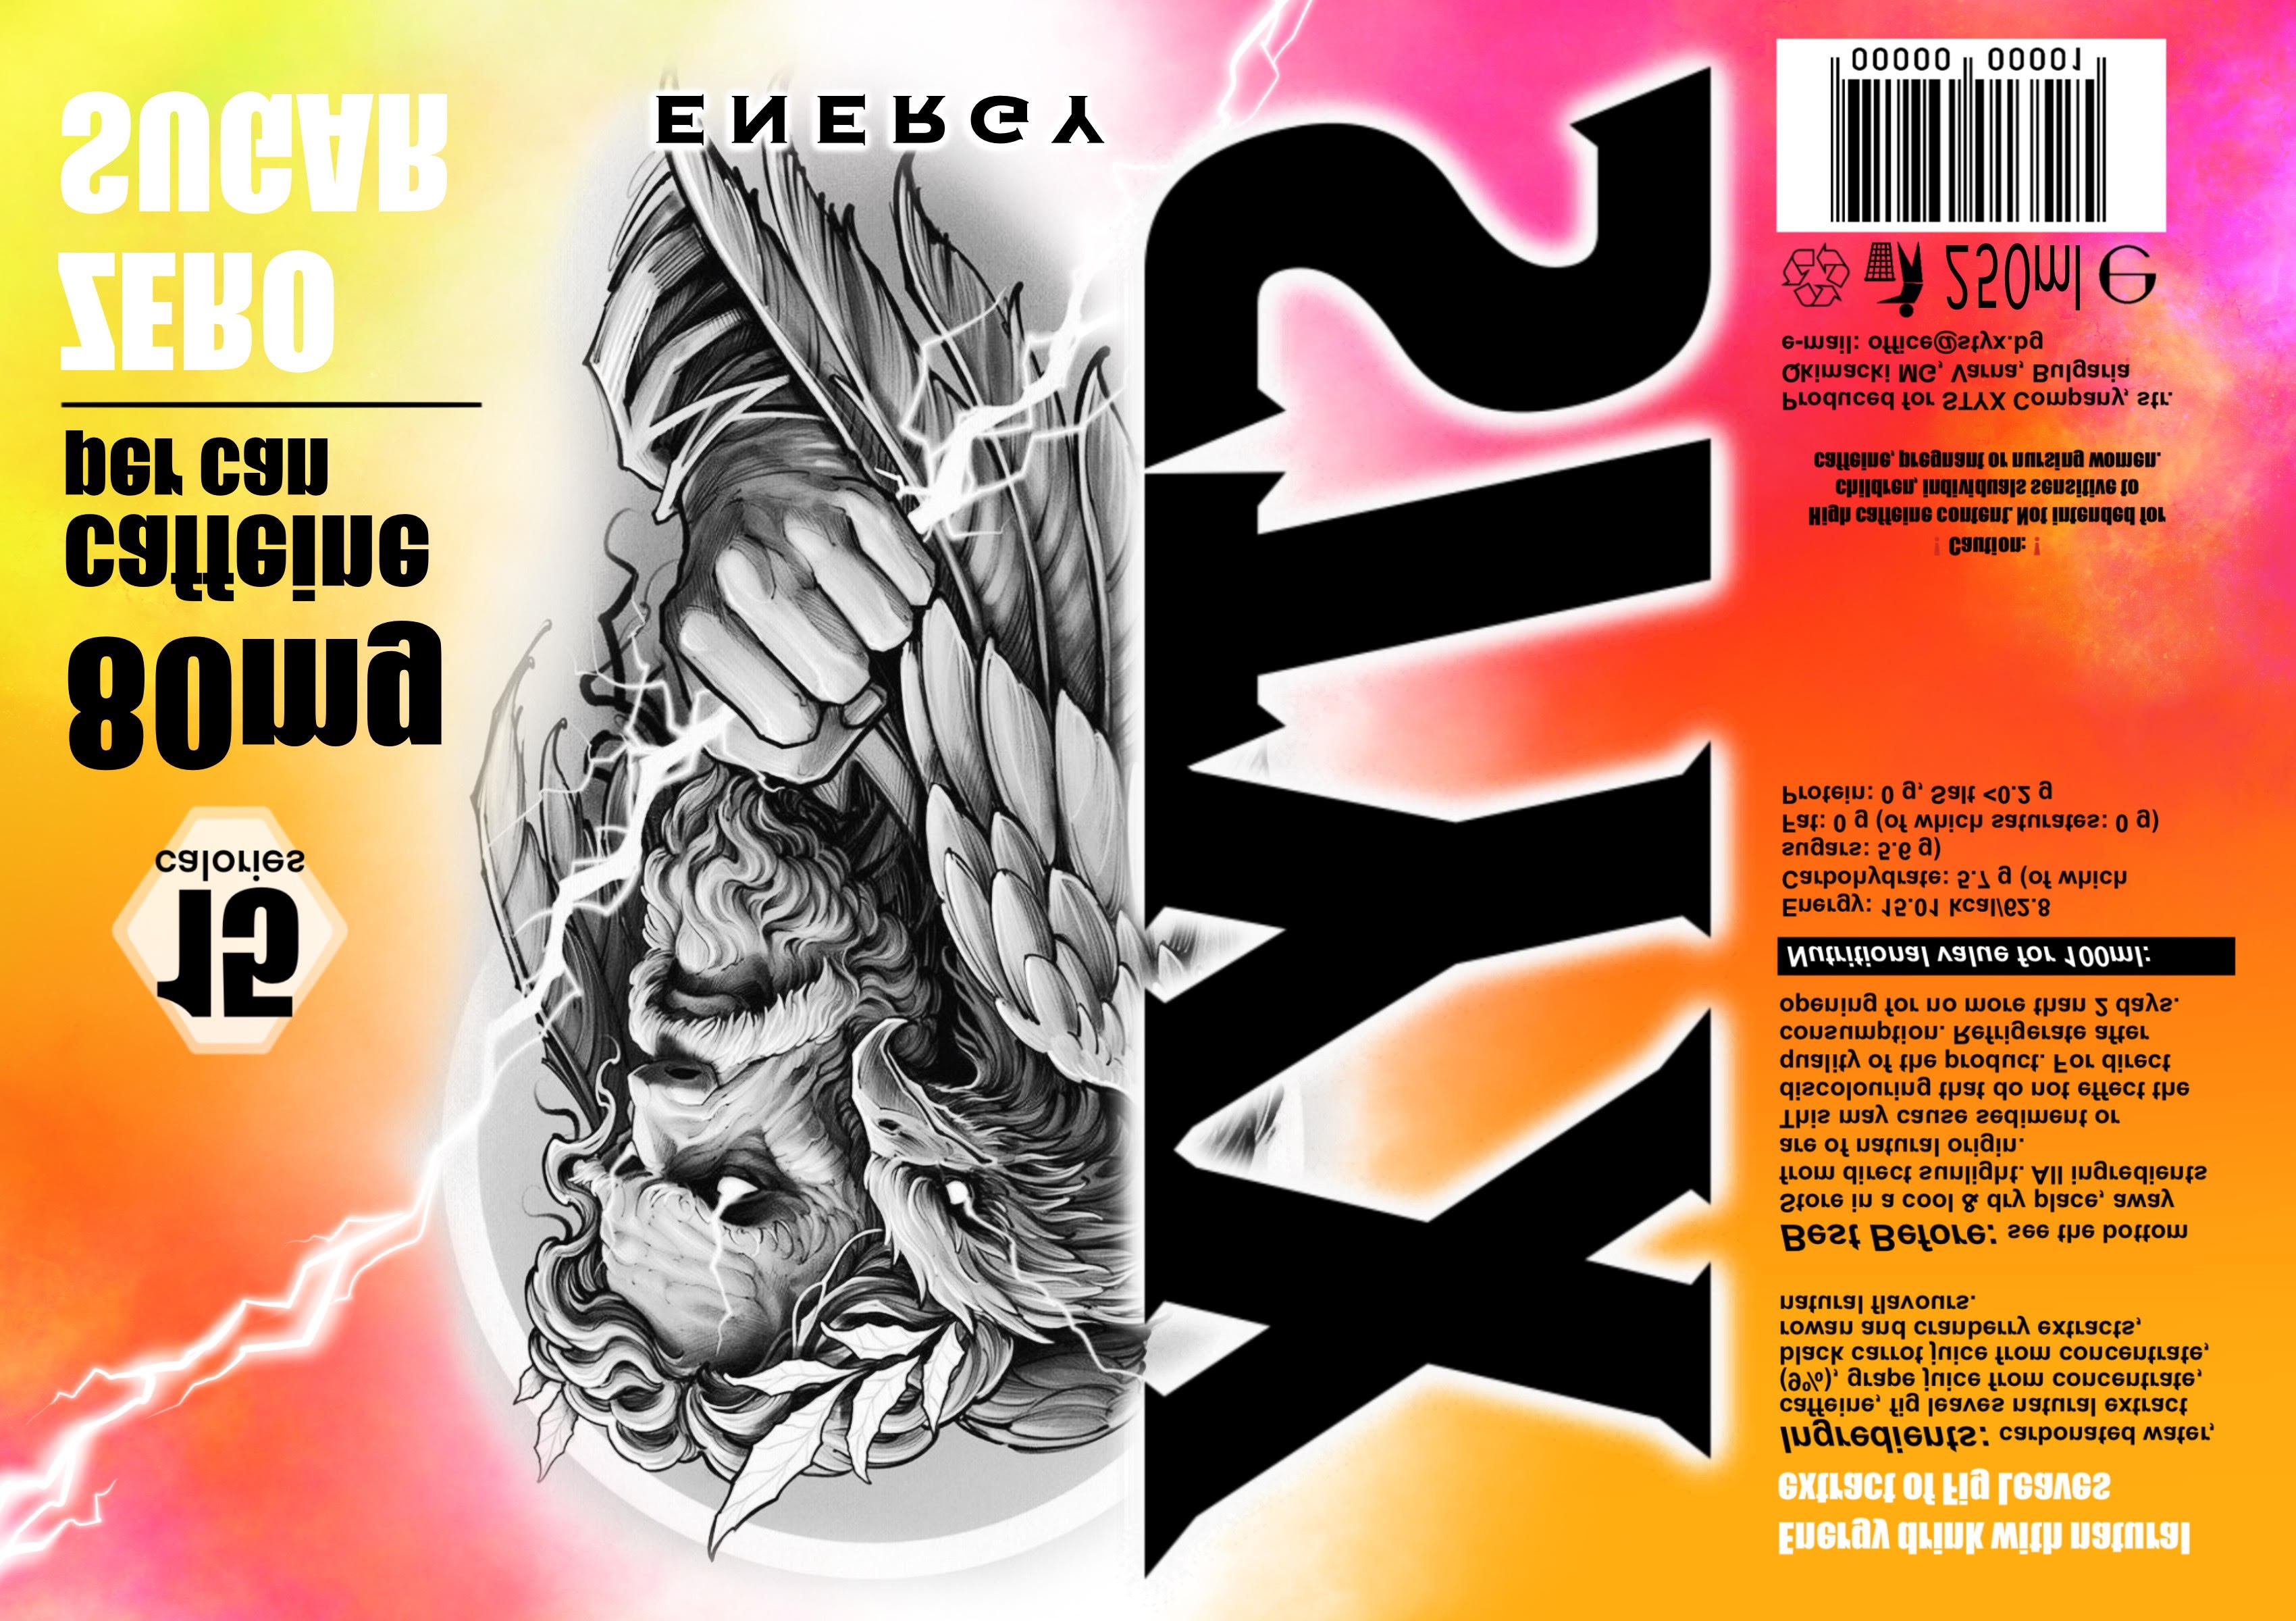 ZERO
SUGAR
80mg
caffeine
per can
15
calories
STYX
ENERGY
Energy drink with natural
extract of Fig Leaves
Ingredients: carbonated water,
caffeine, fig leaves natural extract
(9%), grape juice from concentrate,
black carrot juice from concentrate,
rowan and cranberry extracts,
natural flavours.
Best Before: see the bottom
Store in a cool & dry place, away
from direct sunlight. All ingredients
are of natural origin.
This may cause sediment or
discolouring that do not effect the
quality of the product. For direct
consumption. Refrigerate after
opening for no more than 2 days.
Nutritional value for 100ml:
Energy: 15.01 kcal/62.8
Carbohydrate: 5.7 g (of which
sugars: 5.6 g)
Fat: 0 g (of which saturates: 0 g)
Protein: 0 g, Salt <0.2 g
! Caution: !
High caffeine content. Not intended for
children, individuals sensitive to
caffeine, pregnant or nursing women.
Produced for STYX Company, str.
Qkimacki MG, Varna, Bulgaria
e-mail: office@styx.bg
250ml e
00000 00001